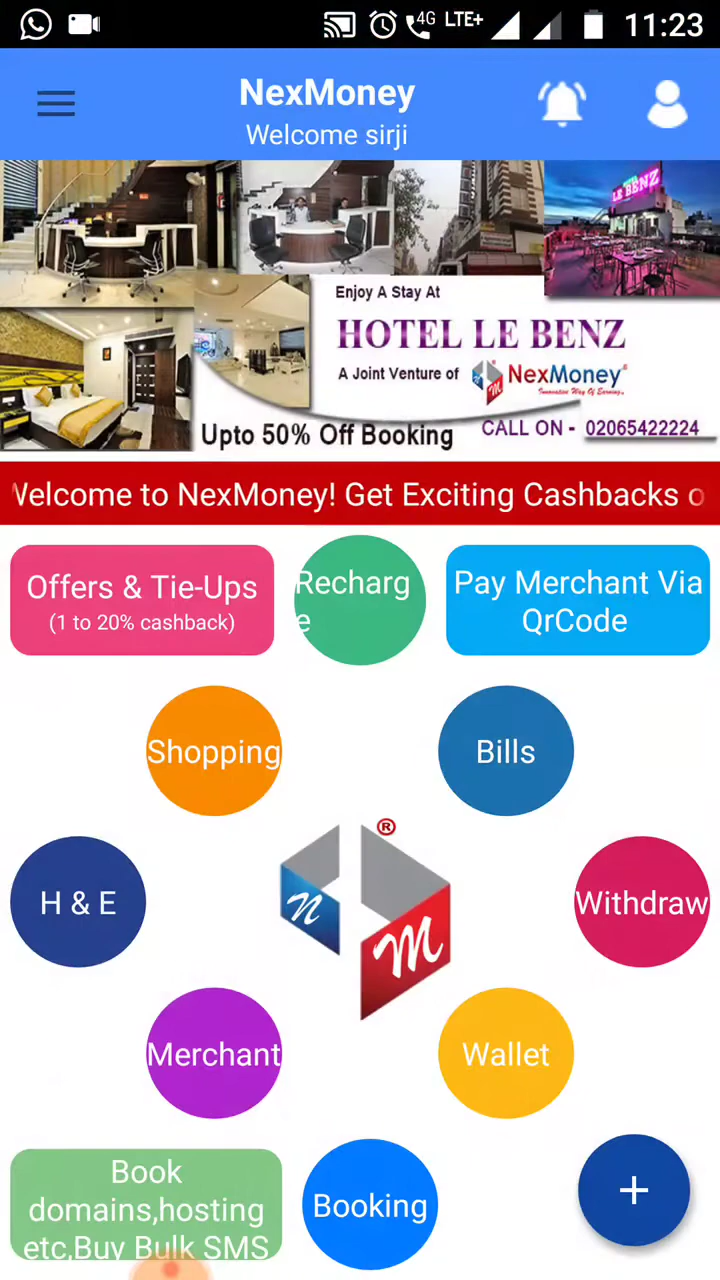 4G LTE+ 11:23
NexMoney
Welcome sirji
LE BENZ
Enjoy A Stay At
HOTEL LE BENZ
A Joint Venture of NexMoney®
Innovative Way Of Earning..
Upto 50% Off Booking
CALL ON - 02065422224
Welcome to NexMoney! Get Exciting Cashbacks o
Offers & Tie-Ups
(1 to 20% cashback)
Recharg
e
Pay Merchant Via
QrCode
Shopping
Bills
H & E
®
n
m
Withdraw
Merchant
Wallet
Book
domains,hosting
etc,Buy Bulk SMS
Booking
+